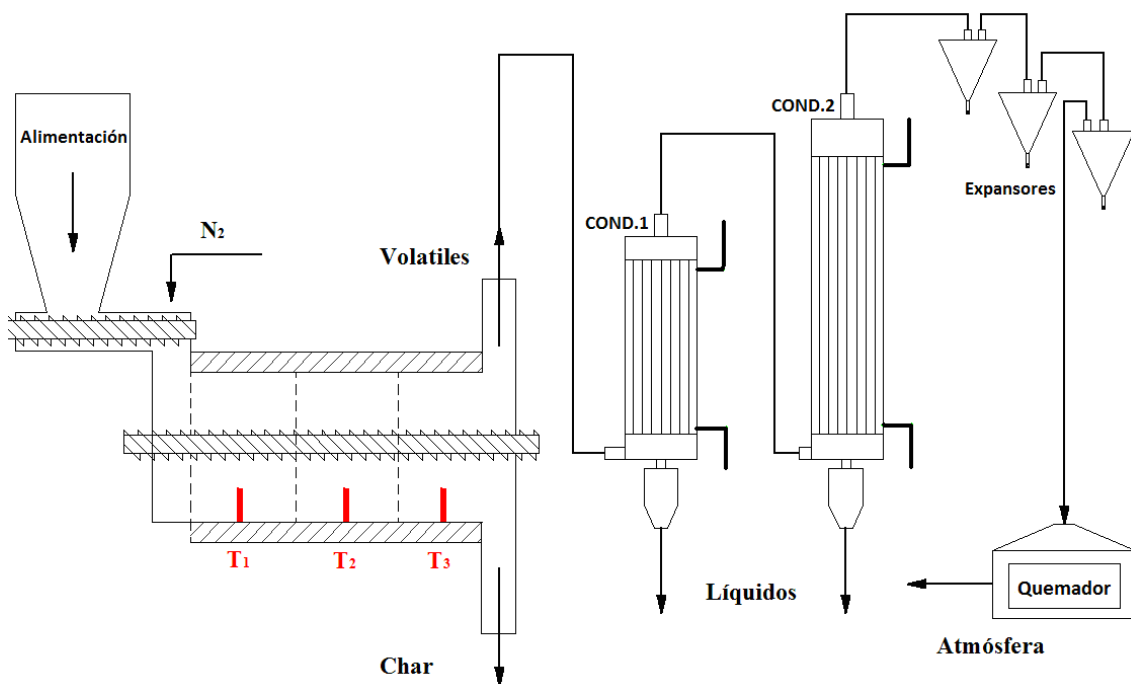 COND.2
Alimentación
Expansores
COND.1
N₂
Volatiles
T₁
T₂
T₃
Quemador
Líquidos
Atmósfera
Char